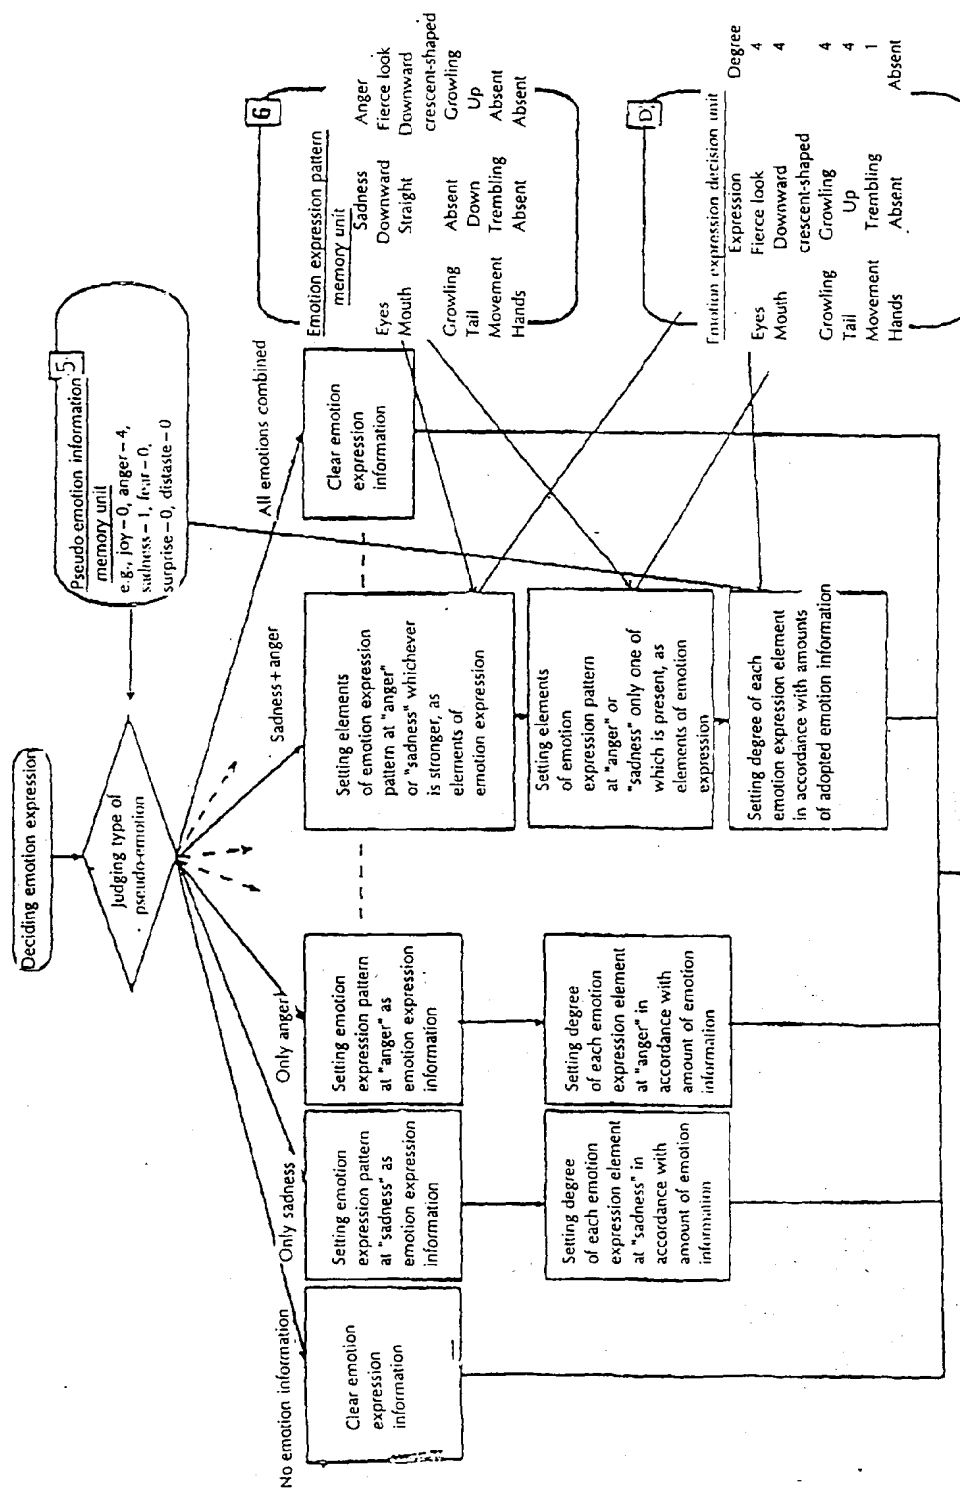 Deciding emotion expression
Judging type of
pseudo-emotion
5
Pseudo-emotion information
memory unit
e.g., joy – 0, anger – 4,
sadness – 1, fear – 0,
surprise – 0, distaste – 0
No emotion information
Only sadness
Only anger
Sadness + anger
All emotions combined
Clear emotion
expression
information
Setting emotion
expression pattern
at "sadness" as
emotion expression
information
Setting emotion
expression pattern
at "anger" as
emotion expression
information
Setting elements
of emotion expression
pattern at "anger"
or "sadness" whichever
is stronger, as
elements of
emotion expression
Clear emotion
expression
information
Setting degree
of each emotion
expression element
at "sadness" in
accordance with
amount of emotion
information
Setting degree
of each emotion
expression element
at "anger" in
accordance with
amount of emotion
information
Setting elements
of emotion
expression pattern
at "anger" or
"sadness" only one of
which is present, as
elements of emotion
expression
Setting degree of each
emotion expression element
in accordance with amounts
of adopted emotion information
6
Emotion expression pattern
memory unit
Sadness Anger
Eyes Downward Fierce look
Mouth Straight Downward
crescent-shaped
Growling Absent Growling
Tail Down Up
Movement Trembling Absent
Hands Absent Absent
D
Emotion expression decision unit
Expression Degree
Eyes Fierce look 4
Mouth Downward 4
crescent-shaped
Growling Growling 4
Tail Up 4
Movement Trembling 1
Hands Absent Absent